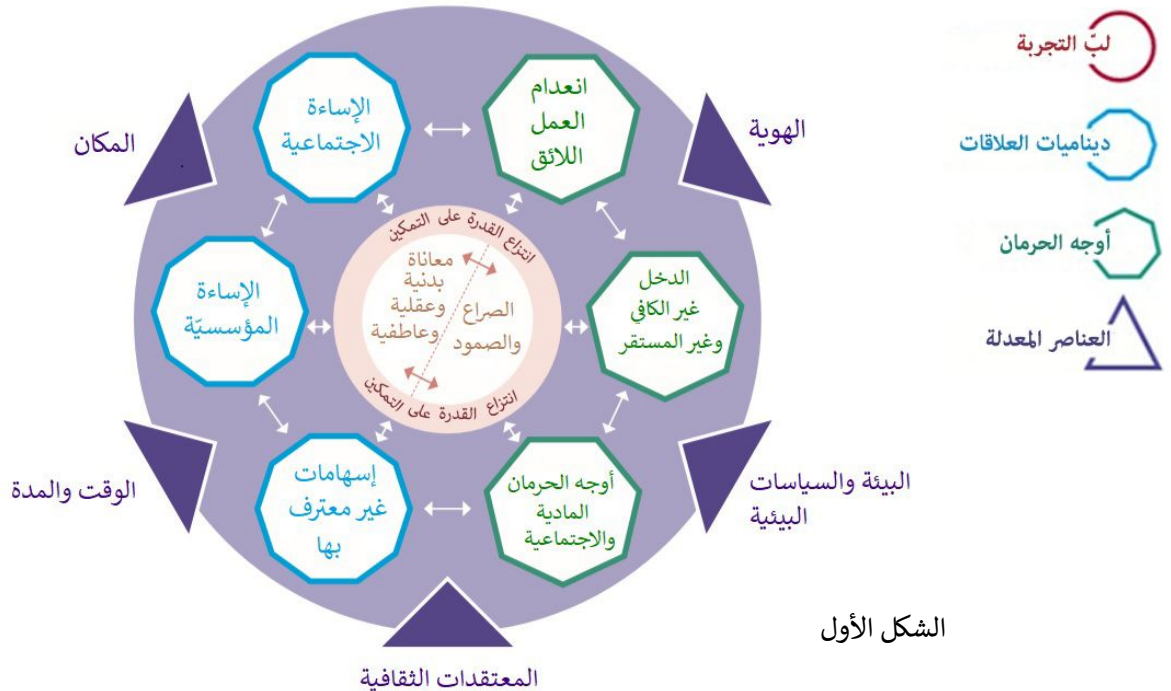 لبّ التجربة
ديناميات العلاقات
أوجه الحرمان
العناصر المعدلة
الهوية
المكان
انعدام
العمل
اللائق
الإساءة
الاجتماعية
انتزاع القدرة على التمكين
معاناة
بدنية
وعقلية
وعاطفية
الصراع
والصمود
انتزاع القدرة على التمكين
الدخل
غير الكافي
وغير المستقر
الإساءة
المؤسسيّة
أوجه الحرمان
المادية
والاجتماعية
إسهامات
غير معترف
بها
البيئة والسياسات
البيئية
الوقت والمدة
المعتقدات الثقافية
الشكل الأول